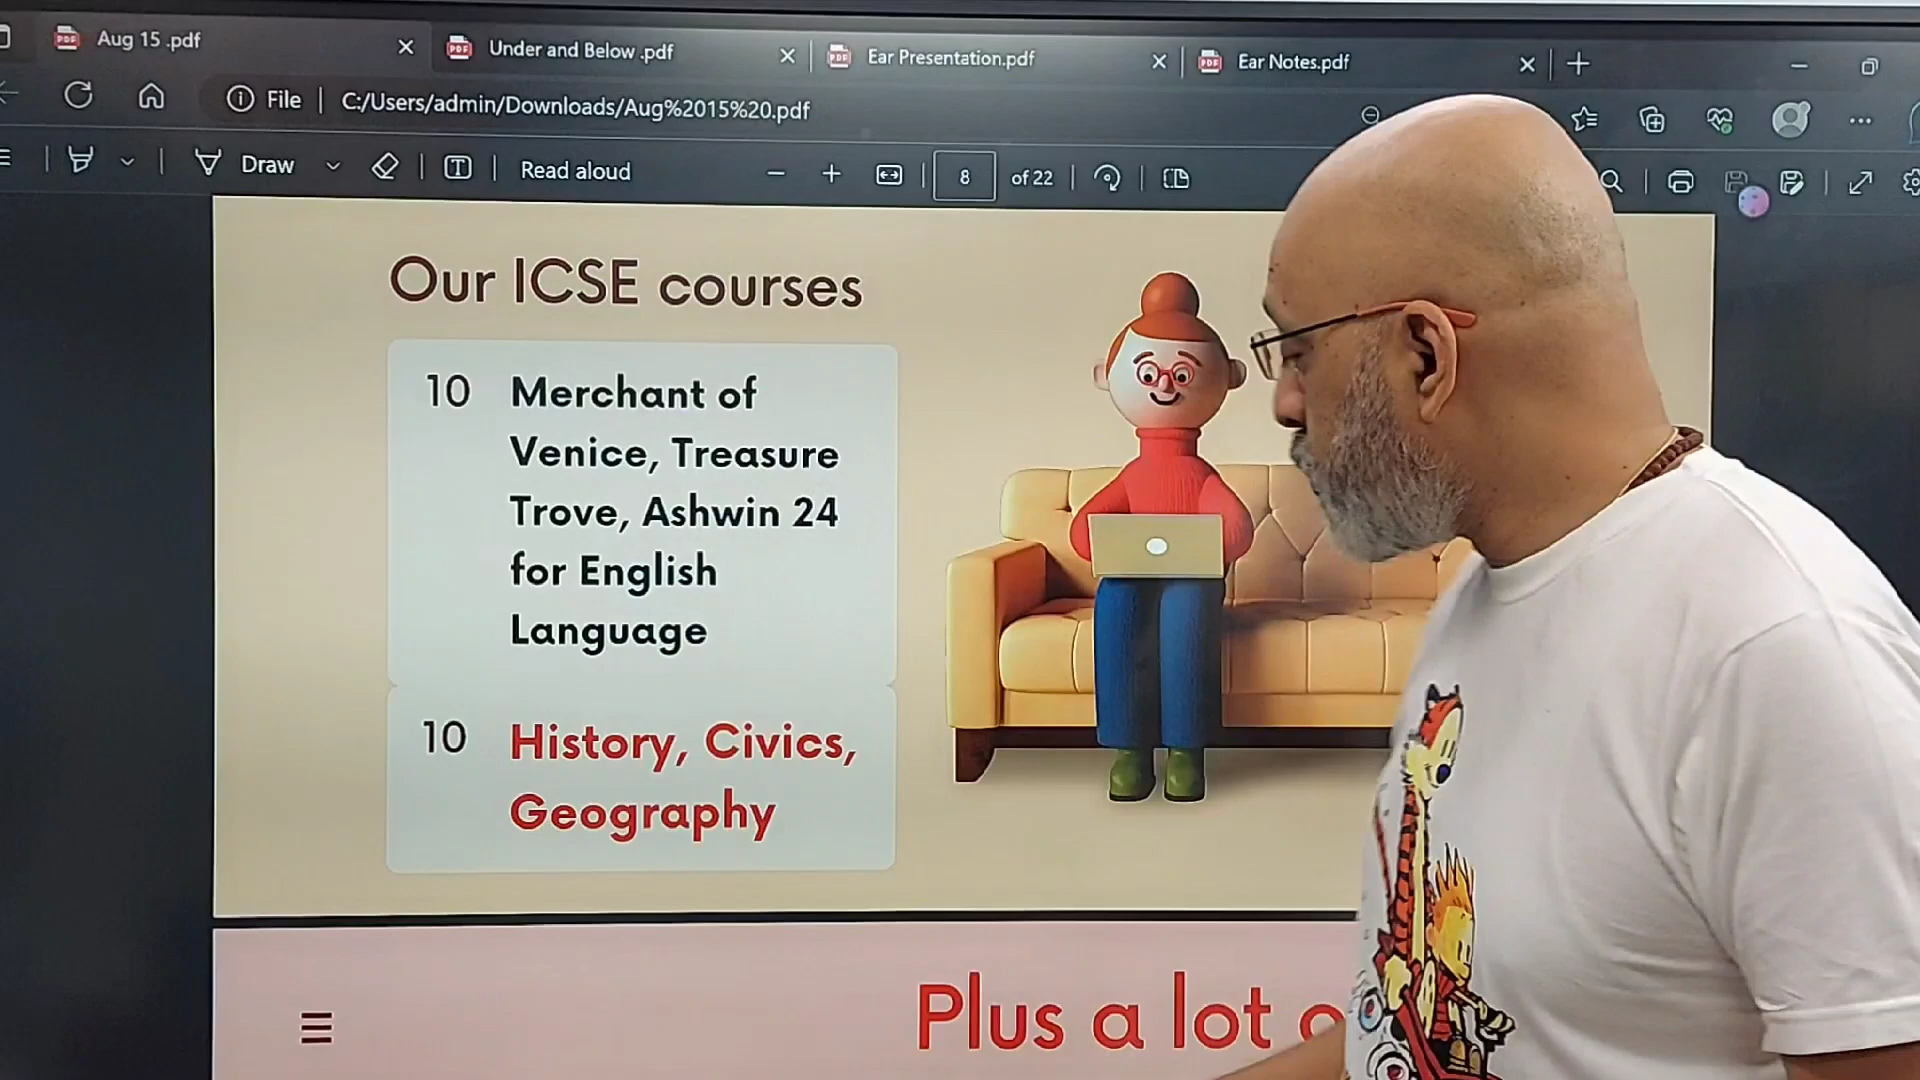 Aug 15 .pdf
Under and Below .pdf
Ear Presentation.pdf
Ear Notes.pdf
File
C:/Users/admin/Downloads/Aug%2015%20.pdf
Draw
Read aloud
8 of 22
Our ICSE courses
10 Merchant of
Venice, Treasure
Trove, Ashwin 24
for English
Language
10 History, Civics,
Geography
Plus a lot